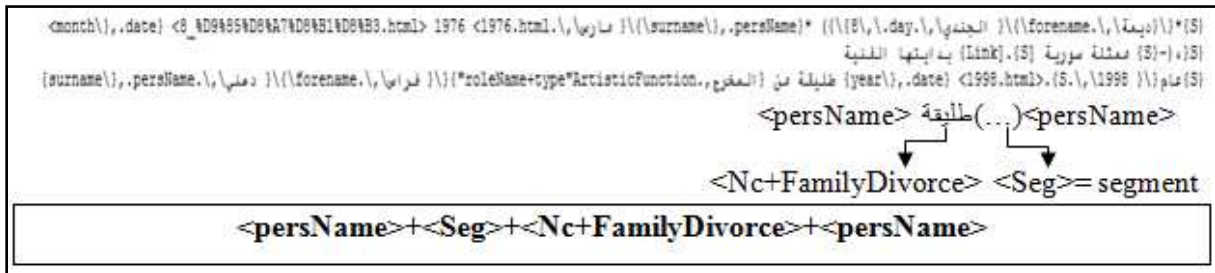 {S}*{\{ديمة\,\.forename\}\{ الجندي\,\.surname\},.persName}* ({\{8\,\.day\}\{ مارس\,\.month\},.date} <8_%D9%85%D8%A7%D8%B1%D8%B3.html> 1976 <1976.html>
{S}،(-{S} ممثلة سورية {S}.[Link] بدايتها الفنية
{S}عام{\{ 1998\,\.S}.<1998.html> {year\},.date} طليقة من {المخرج,.roleName+type"ArtisticFunction"}\{ فراس\,\.forename\}\{ دهني\,\.surname\},.persName}
<persName>(…)طليقة <persName>
<Nc+FamilyDivorce> <Seg>= segment
<persName>+<Seg>+<Nc+FamilyDivorce>+<persName>